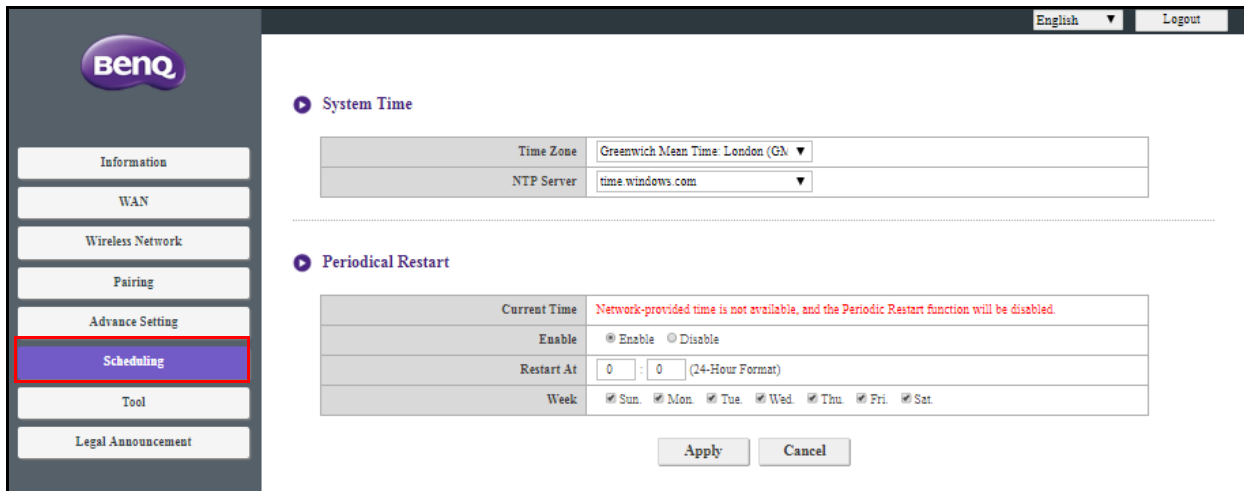 English Logout
BenQ
System Time
Time Zone Greenwich Mean Time: London (GM
NTP Server time.windows.com
Information
WAN
Wireless Network
Pairing
Advance Setting
Scheduling
Tool
Legal Announcement
Periodical Restart
Current Time Network-provided time is not available, and the Periodic Restart function will be disabled.
Enable Enable Disable
Restart At 0 : 0 (24-Hour Format)
Week Sun. Mon. Tue. Wed. Thu. Fri. Sat.
Apply Cancel